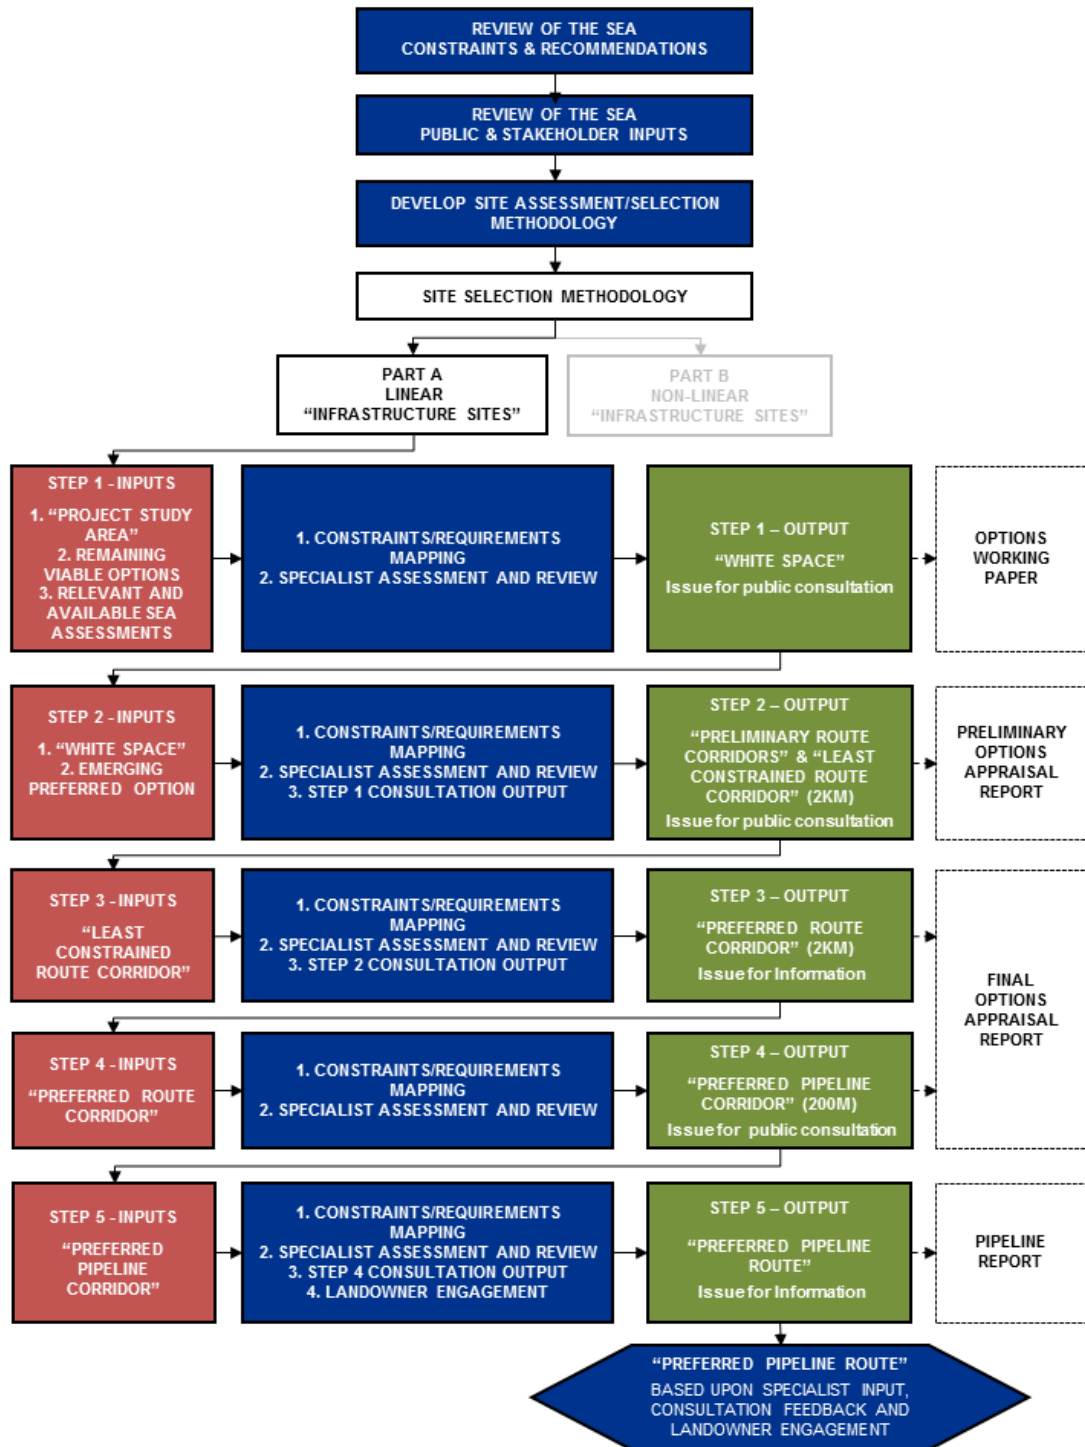 REVIEW OF THE SEA
CONSTRAINTS & RECOMMENDATIONS
REVIEW OF THE SEA
PUBLIC & STAKEHOLDER INPUTS
DEVELOP SITE ASSESSMENT/SELECTION
METHODOLOGY
SITE SELECTION METHODOLOGY
PART A
LINEAR
“INFRASTRUCTURE SITES”
PART B
NON-LINEAR
“INFRASTRUCTURE SITES”
STEP 1 - INPUTS
1. “PROJECT STUDY
AREA”
2. REMAINING
VIABLE OPTIONS
3. RELEVANT AND
AVAILABLE SEA
ASSESSMENTS
1. CONSTRAINTS/REQUIREMENTS
MAPPING
2. SPECIALIST ASSESSMENT AND REVIEW
STEP 1 – OUTPUT
“WHITE SPACE”
Issue for public consultation
OPTIONS
WORKING
PAPER
STEP 2 - INPUTS
1. “WHITE SPACE”
2. EMERGING
PREFERRED OPTION
1. CONSTRAINTS/REQUIREMENTS
MAPPING
2. SPECIALIST ASSESSMENT AND REVIEW
3. STEP 1 CONSULTATION OUTPUT
STEP 2 – OUTPUT
“PRELIMINARY ROUTE
CORRIDORS” & “LEAST
CONSTRAINED ROUTE
CORRIDOR” (2KM)
Issue for public consultation
PRELIMINARY
OPTIONS
APPRAISAL
REPORT
STEP 3 - INPUTS
“LEAST
CONSTRAINED
ROUTE CORRIDOR”
1. CONSTRAINTS/REQUIREMENTS
MAPPING
2. SPECIALIST ASSESSMENT AND REVIEW
3. STEP 2 CONSULTATION OUTPUT
STEP 3 – OUTPUT
“PREFERRED ROUTE
CORRIDOR” (2KM)
Issue for Information
FINAL
OPTIONS
APPRAISAL
REPORT
STEP 4 - INPUTS
“PREFERRED ROUTE
CORRIDOR”
1. CONSTRAINTS/REQUIREMENTS
MAPPING
2. SPECIALIST ASSESSMENT AND REVIEW
STEP 4 – OUTPUT
“PREFERRED PIPELINE
CORRIDOR” (200M)
Issue for public consultation
STEP 5 - INPUTS
“PREFERRED
PIPELINE
CORRIDOR”
1. CONSTRAINTS/REQUIREMENTS
MAPPING
2. SPECIALIST ASSESSMENT AND REVIEW
3. STEP 4 CONSULTATION OUTPUT
4. LANDOWNER ENGAGEMENT
STEP 5 – OUTPUT
“PREFERRED PIPELINE
ROUTE”
Issue for Information
PIPELINE
REPORT
“PREFERRED PIPELINE ROUTE”
BASED UPON SPECIALIST INPUT,
CONSULTATION FEEDBACK AND
LANDOWNER ENGAGEMENT